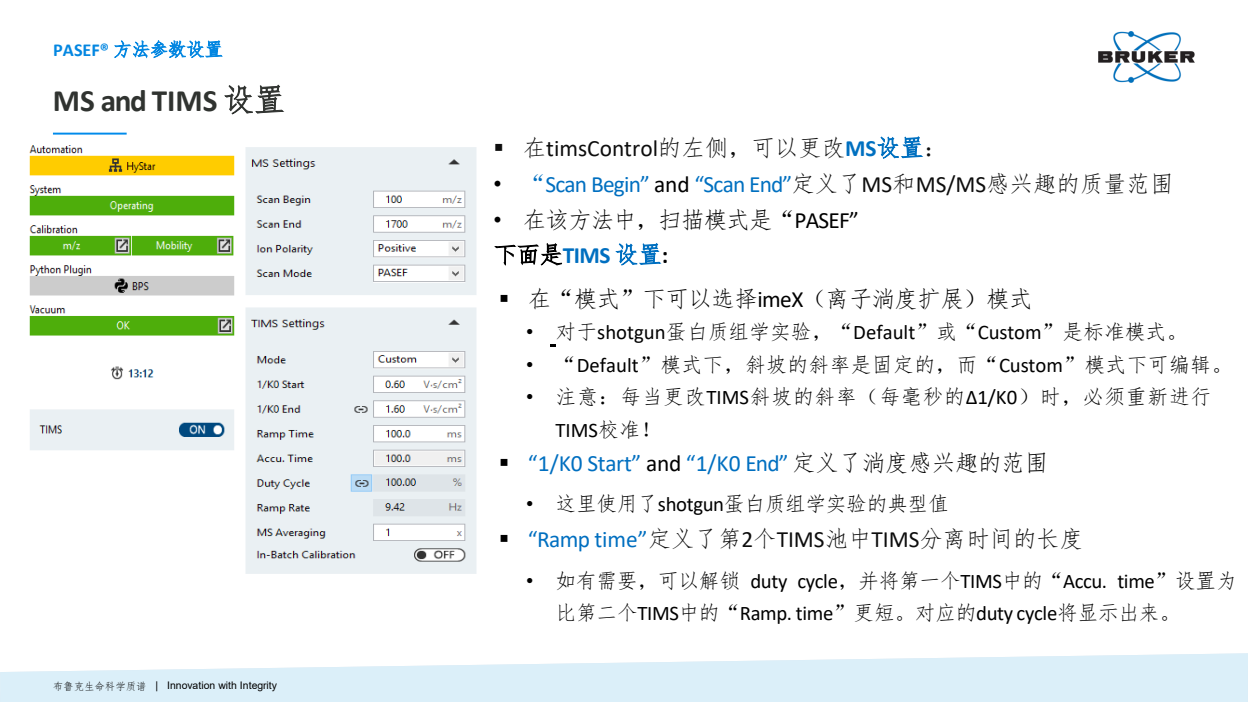 PASEF® 方法参数设置
BRUKER
MS and TIMS 设置
Automation
HyStar
System
Operating
Calibration
m/z Mobility
Python Plugin
BPS
Vacuum
OK
13:12
TIMS ON
MS Settings
Scan Begin 100 m/z
Scan End 1700 m/z
Ion Polarity Positive
Scan Mode PASEF
TIMS Settings
Mode Custom
1/K0 Start 0.60 V·s/cm²
1/K0 End 1.60 V·s/cm²
Ramp Time 100.0 ms
Accu. Time 100.0 ms
Duty Cycle 100.00 %
Ramp Rate 9.42 Hz
MS Averaging 1 x
In-Batch Calibration OFF
▪ 在timsControl的左侧，可以更改MS设置：
• “Scan Begin” and “Scan End”定义了MS和MS/MS感兴趣的质量范围
• 在该方法中，扫描模式是“PASEF”
下面是TIMS 设置:
▪ 在“模式”下可以选择imeX（离子淌度扩展）模式
• 对于shotgun蛋白质组学实验，“Default”或“Custom”是标准模式。
• “Default”模式下，斜坡的斜率是固定的，而“Custom”模式下可编辑。
• 注意：每当更改TIMS斜坡的斜率（每毫秒的Δ1/K0）时，必须重新进行
TIMS校准！
▪ “1/K0 Start” and “1/K0 End” 定义了淌度感兴趣的范围
• 这里使用了shotgun蛋白质组学实验的典型值
▪ “Ramp time”定义了第2个TIMS池中TIMS分离时间的长度
• 如有需要，可以解锁 duty cycle，并将第一个TIMS中的“Accu. time”设置为
比第二个TIMS中的“Ramp. time”更短。对应的duty cycle将显示出来。
布鲁克生命科学质谱 | Innovation with Integrity